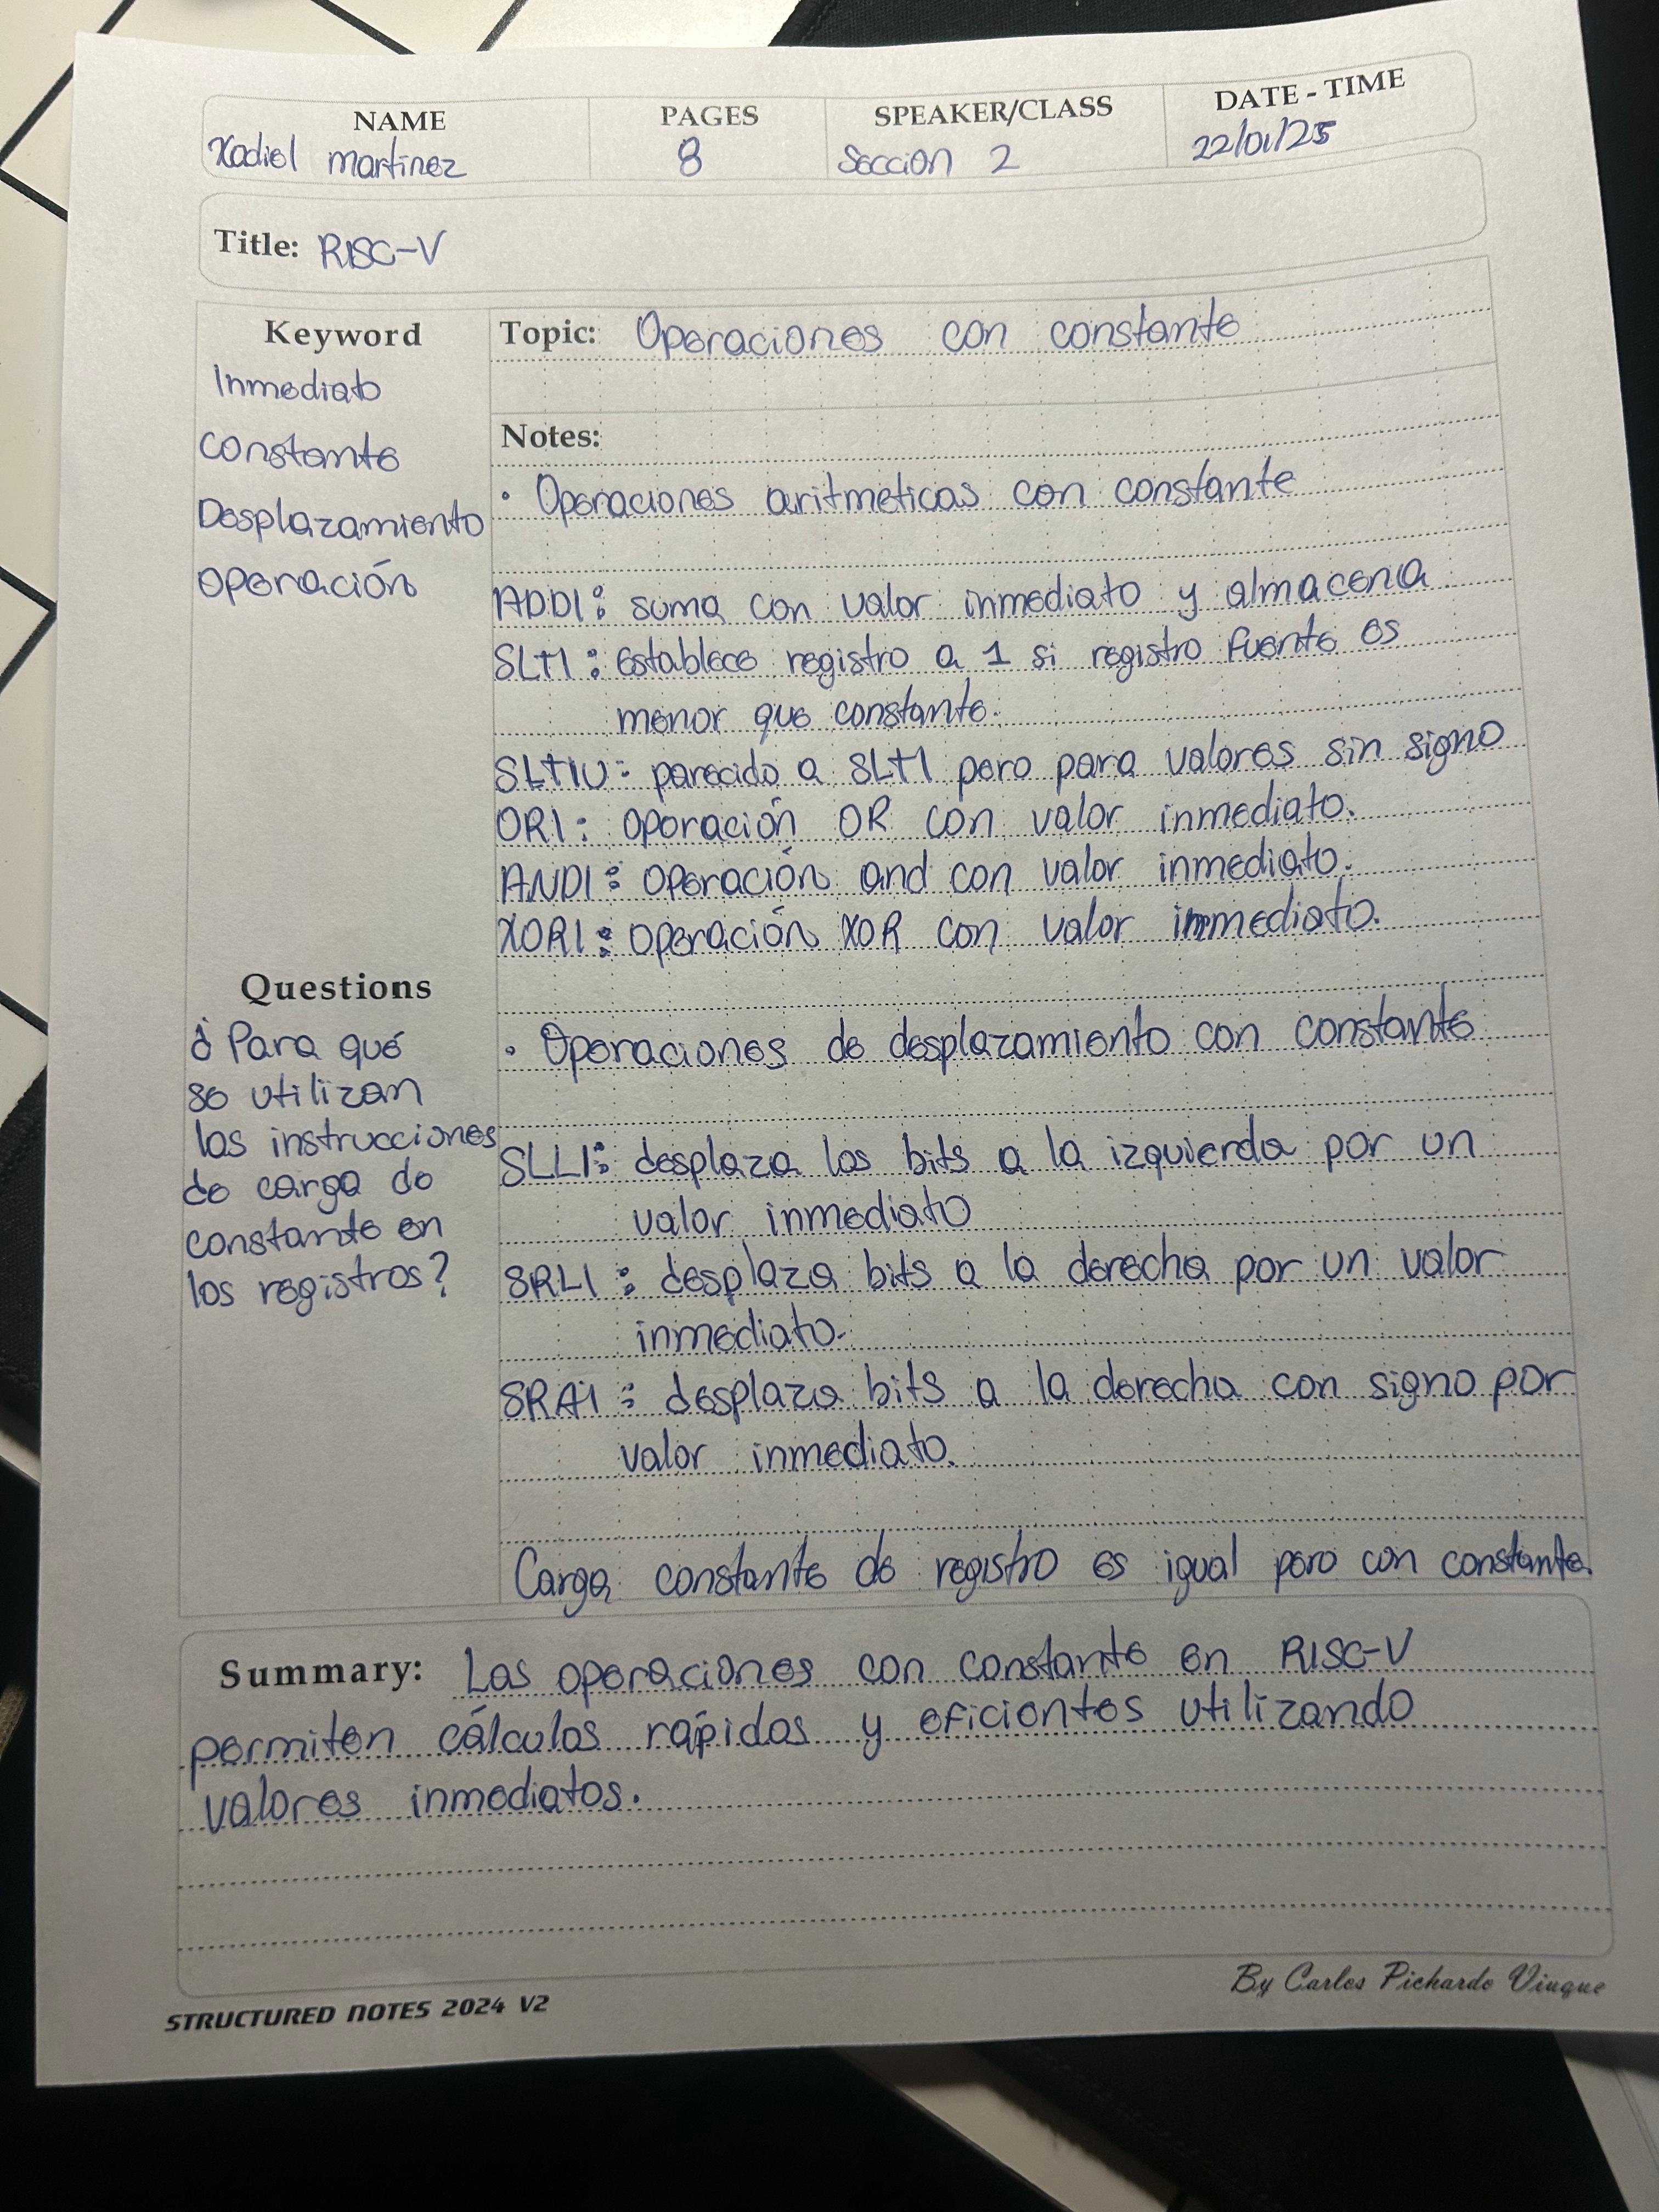 NAME PAGES SPEAKER/CLASS DATE - TIME
Xadiel Martinez 8 Sección 2 22/01/25
Title: RISC-V
Keyword
Inmediato
Constante
Desplazamiento
Operación
Topic: Operaciones con constante
Notes:
• Operaciones aritmeticas con constante
ADDI: suma con valor inmediato y almacena
SLTI: Establece registro a 1 si registro fuente es
menor que constante.
SLTIU: parecido a SLTI pero para valores sin signo
ORI: operación OR con valor inmediato.
ANDI: operación and con valor inmediato.
XORI: operación XOR con valor inmediato.
Questions
¿Para qué
se utilizan
las instrucciones
de carga de
constante en
los registros?
• Operaciones de desplazamiento con constante
SLLI: desplaza los bits a la izquierda por un
valor inmediato
SRLI: desplaza bits a la derecha por un valor
inmediato.
SRAI: desplaza bits a la derecha con signo por
valor inmediato.
Carga constante de registro es igual pero con constante.
Summary: Las operaciones con constante en RISC-V
permiten cálculos rápidos y eficientes utilizando
valores inmediatos.
By Carlos Pichardo Viuque
STRUCTURED NOTES 2024 V2